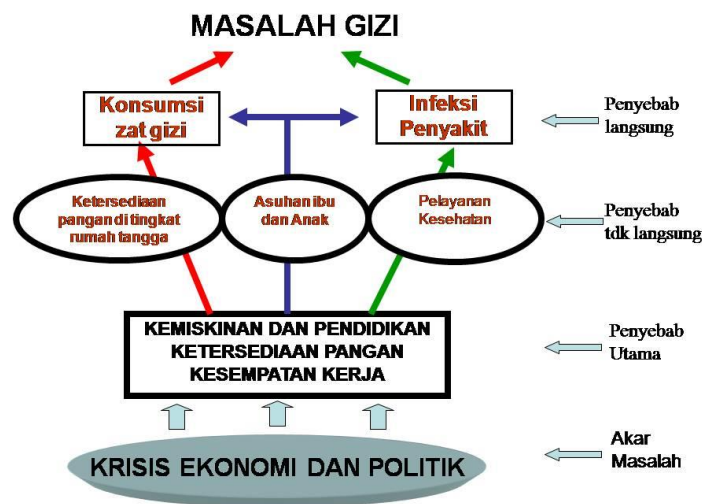 MASALAH GIZI
Konsumsi
zat gizi
Infeksi
Penyakit
Penyebab
langsung
Ketersediaan
pangan di tingkat
rumah tangga
Asuhan ibu
dan Anak
Pelayanan
Kesehatan
Penyebab
tdk langsung
KEMISKINAN DAN PENDIDIKAN
KETERSEDIAAN PANGAN
KESEMPATAN KERJA
Penyebab
Utama
KRISIS EKONOMI DAN POLITIK
Akar
Masalah